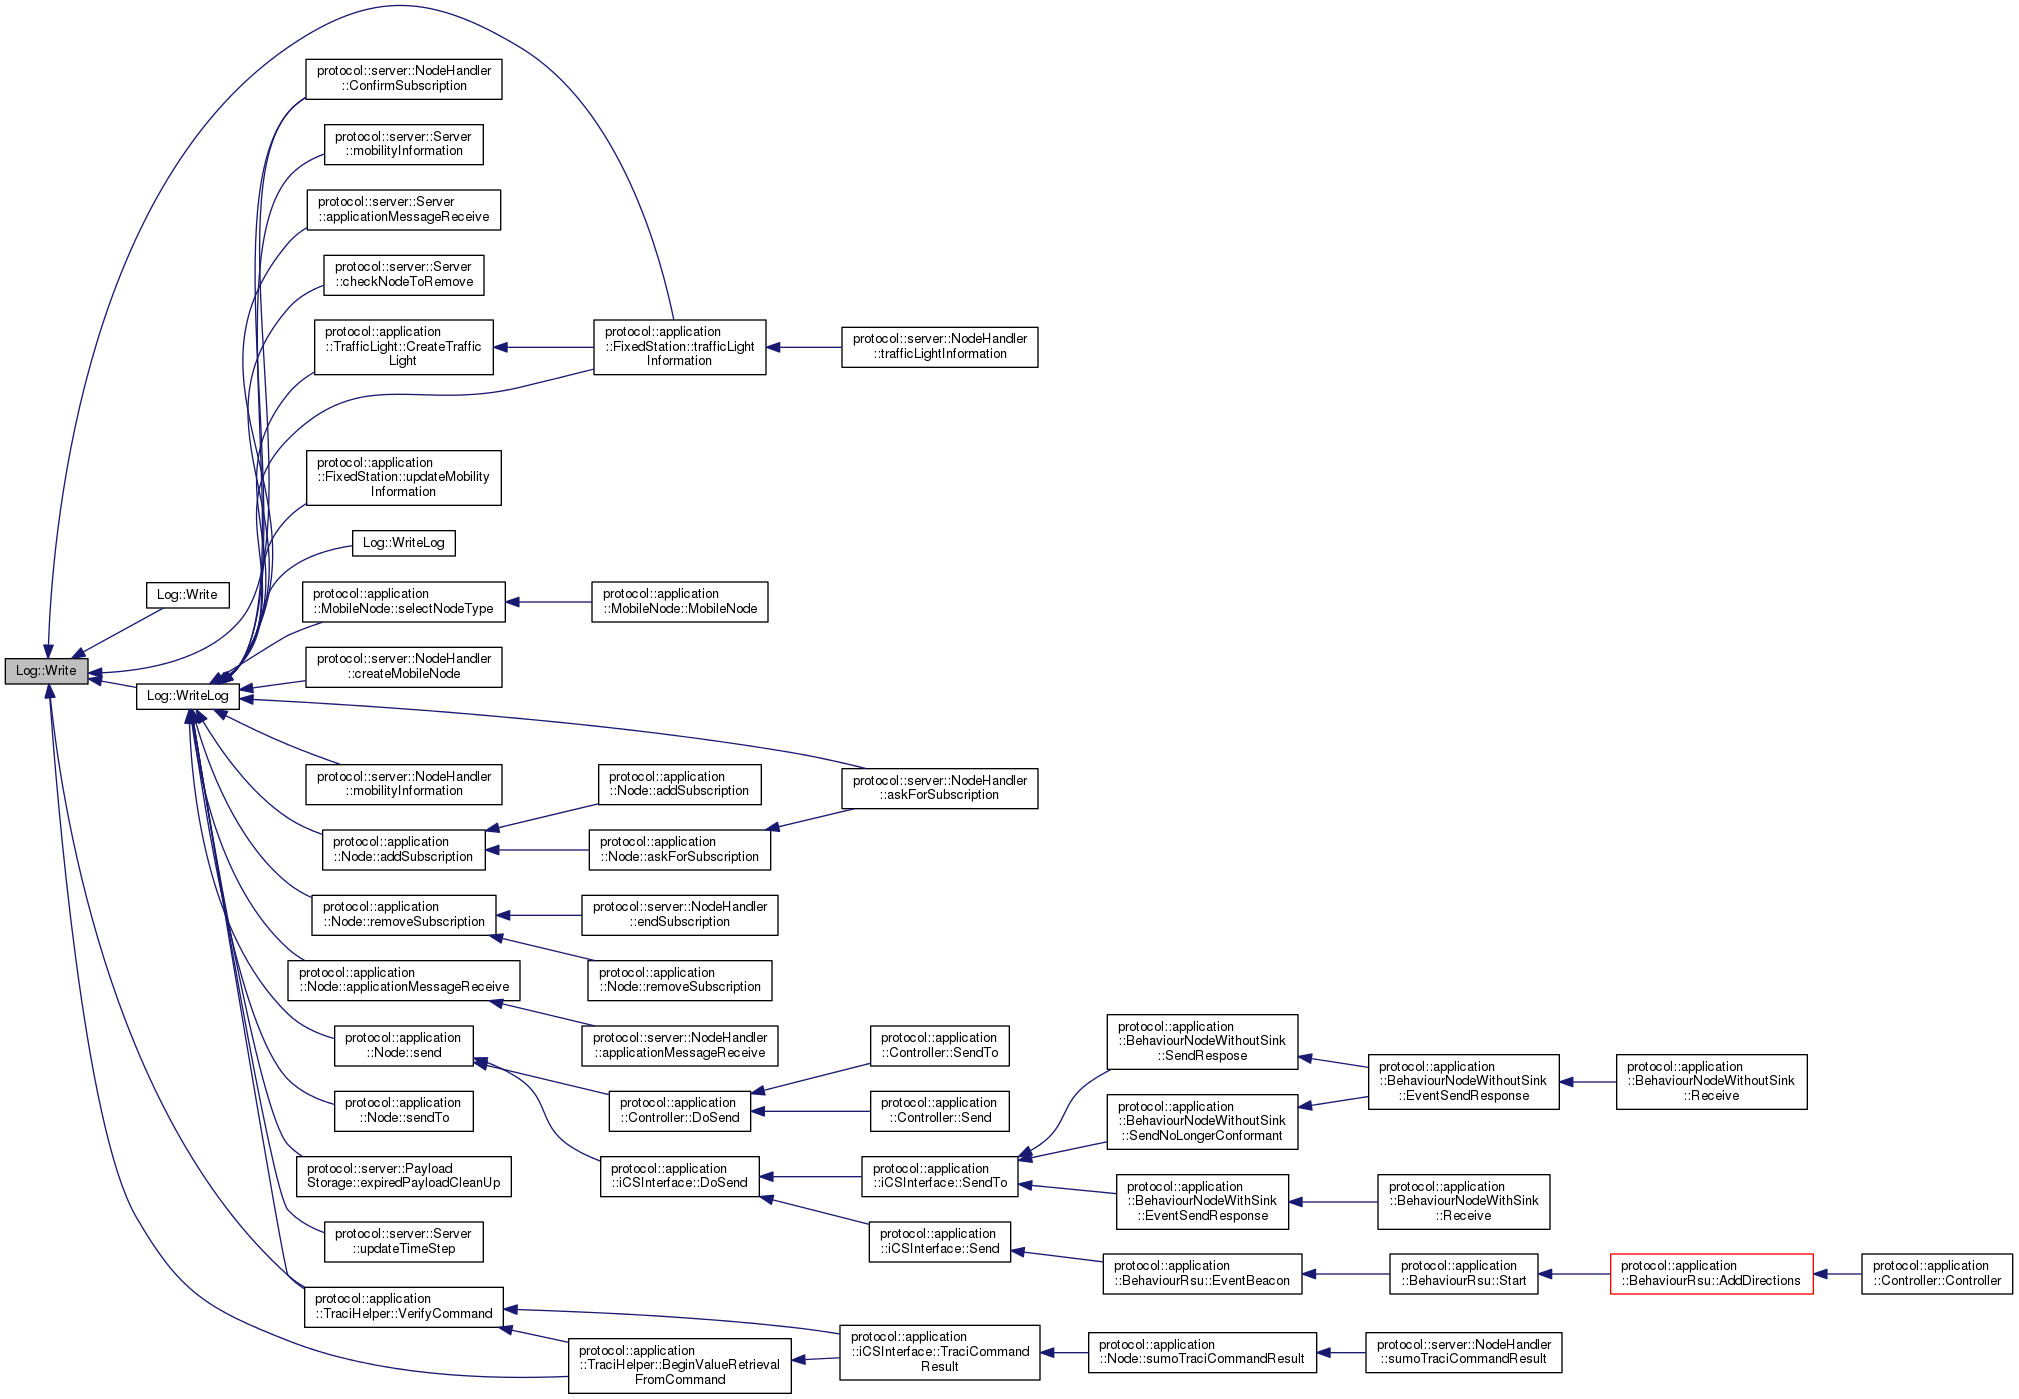 protocol::server::NodeHandler
::ConfirmSubscription
protocol::server::Server
::mobilityInformation
protocol::server::Server
::applicationMessageReceive
protocol::server::Server
::checkNodeToRemove
protocol::application
::TrafficLight::CreateTraffic
Light
protocol::application
::FixedStation::trafficLight
Information
protocol::server::NodeHandler
::trafficLightInformation
protocol::application
::FixedStation::updateMobility
Information
Log::WriteLog
Log::Write
protocol::application
::MobileNode::selectNodeType
protocol::application
::MobileNode::MobileNode
Log::Write
Log::WriteLog
protocol::server::NodeHandler
::createMobileNode
protocol::server::NodeHandler
::mobilityInformation
protocol::application
::Node::addSubscription
protocol::server::NodeHandler
::askForSubscription
protocol::application
::Node::addSubscription
protocol::application
::Node::askForSubscription
protocol::application
::Node::removeSubscription
protocol::server::NodeHandler
::endSubscription
protocol::application
::Node::applicationMessageReceive
protocol::application
::Node::removeSubscription
protocol::application
::Node::send
protocol::server::NodeHandler
::applicationMessageReceive
protocol::application
::Controller::SendTo
protocol::application
::BehaviourNodeWithoutSink
::SendRespose
protocol::application
::BehaviourNodeWithoutSink
::EventSendResponse
protocol::application
::BehaviourNodeWithoutSink
::Receive
protocol::application
::Node::sendTo
protocol::application
::Controller::DoSend
protocol::application
::Controller::Send
protocol::application
::BehaviourNodeWithoutSink
::SendNoLongerConformant
protocol::server::Payload
Storage::expiredPayloadCleanUp
protocol::application
::iCSInterface::DoSend
protocol::application
::iCSInterface::SendTo
protocol::application
::BehaviourNodeWithSink
::EventSendResponse
protocol::application
::BehaviourNodeWithSink
::Receive
protocol::server::Server
::updateTimeStep
protocol::application
::iCSInterface::Send
protocol::application
::BehaviourRsu::EventBeacon
protocol::application
::BehaviourRsu::Start
protocol::application
::BehaviourRsu::AddDirections
protocol::application
::Controller::Controller
protocol::application
::TraciHelper::VerifyCommand
protocol::application
::TraciHelper::BeginValueRetrieval
FromCommand
protocol::application
::iCSInterface::TraciCommand
Result
protocol::application
::Node::sumoTraciCommandResult
protocol::server::NodeHandler
::sumoTraciCommandResult